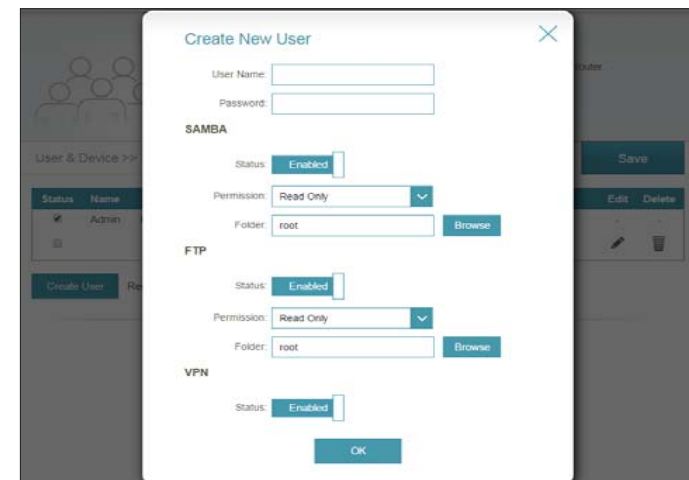 Create New User
router
User Name:
Password:
SAMBA
User & Device >>
Status: Enabled
Save
Permission: Read Only
Status Name Edit Delete
Admin
Folder: root Browse
FTP
Create User
Status: Enabled
Permission: Read Only
Folder: root Browse
VPN
Status: Enabled
OK